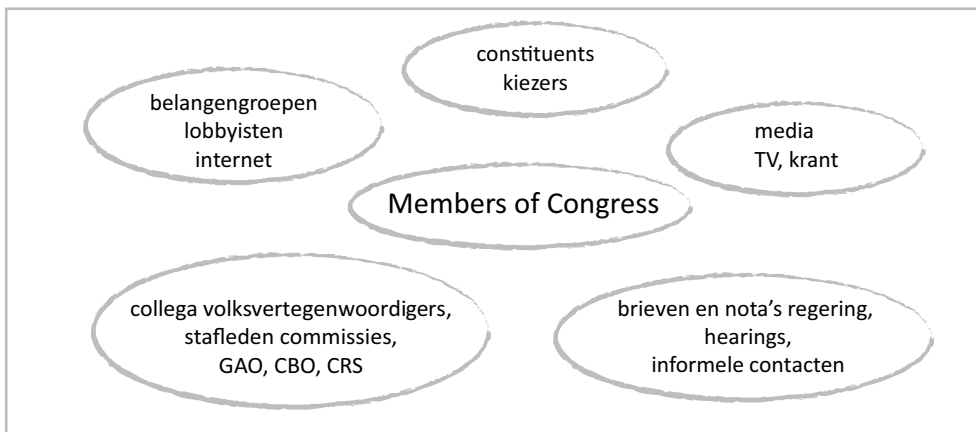 constituents
kiezers
belangengroepen
lobbyisten
internet
media
TV, krant
Members of Congress
collega volksvertegenwoordigers,
stafleden commissies,
GAO, CBO, CRS
brieven en nota’s regering,
hearings,
informele contacten